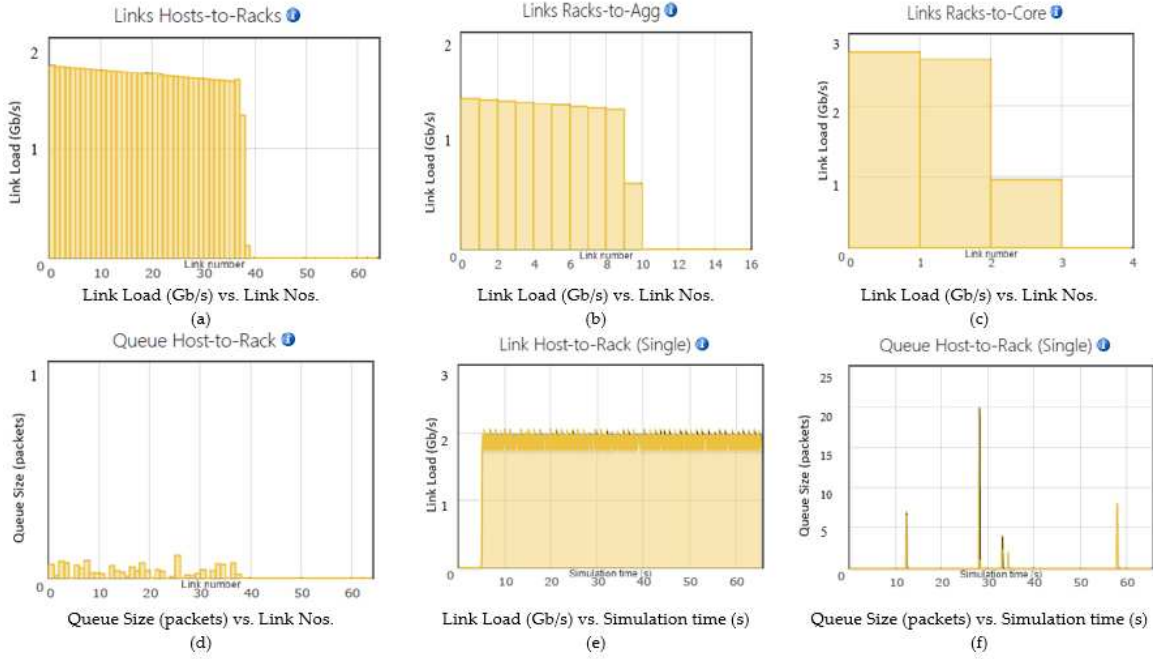 Links Hosts-to-Racks i
2
1
0
Link Load (Gb/s)
0 10 20 30 40 50 60
Link number
Link Load (Gb/s) vs. Link Nos.
(a)
Links Racks-to-Agg i
2
1
0
Link Load (Gb/s)
0 2 4 6 8 10 12 14 16
Link number
Link Load (Gb/s) vs. Link Nos.
(b)
Links Racks-to-Core i
3
2
1
0
Link Load (Gb/s)
0 1 2 3 4
Link number
Link Load (Gb/s) vs. Link Nos.
(c)
Queue Host-to-Rack i
1
0
Queue Size (packets)
0 10 20 30 40 50 60
Link number
Queue Size (packets) vs. Link Nos.
(d)
Link Host-to-Rack (Single) i
3
2
1
0
Link Load (Gb/s)
10 20 30 40 50 60
Simulation time (s)
Link Load (Gb/s) vs. Simulation time (s)
(e)
Queue Host-to-Rack (Single) i
25
20
15
10
5
0
Queue Size (packets)
10 20 30 40 50 60
Simulation time (s)
Queue Size (packets) vs. Simulation time (s)
(f)